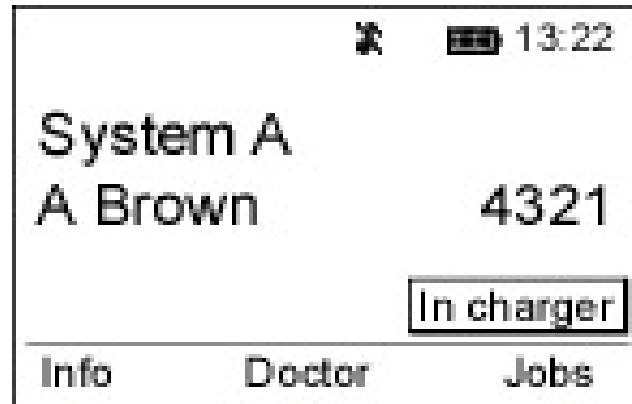 13:22
System A
A Brown 4321
In charger
Info Doctor Jobs